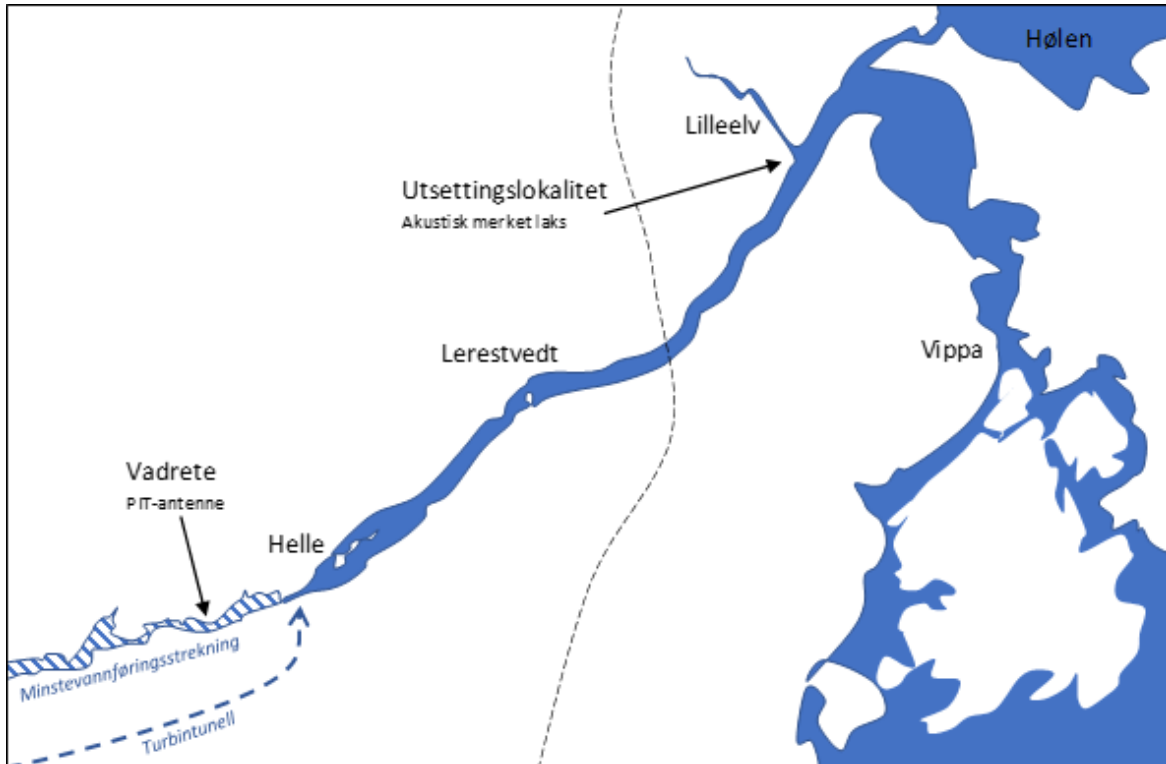 Hølen
Lilleelv
Utsettingslokalitet
Akustisk merket laks
Lerestvedt
Vippa
Vadrete
PIT-antenne
Helle
Minstevannføringsstrekning
Turbintunell